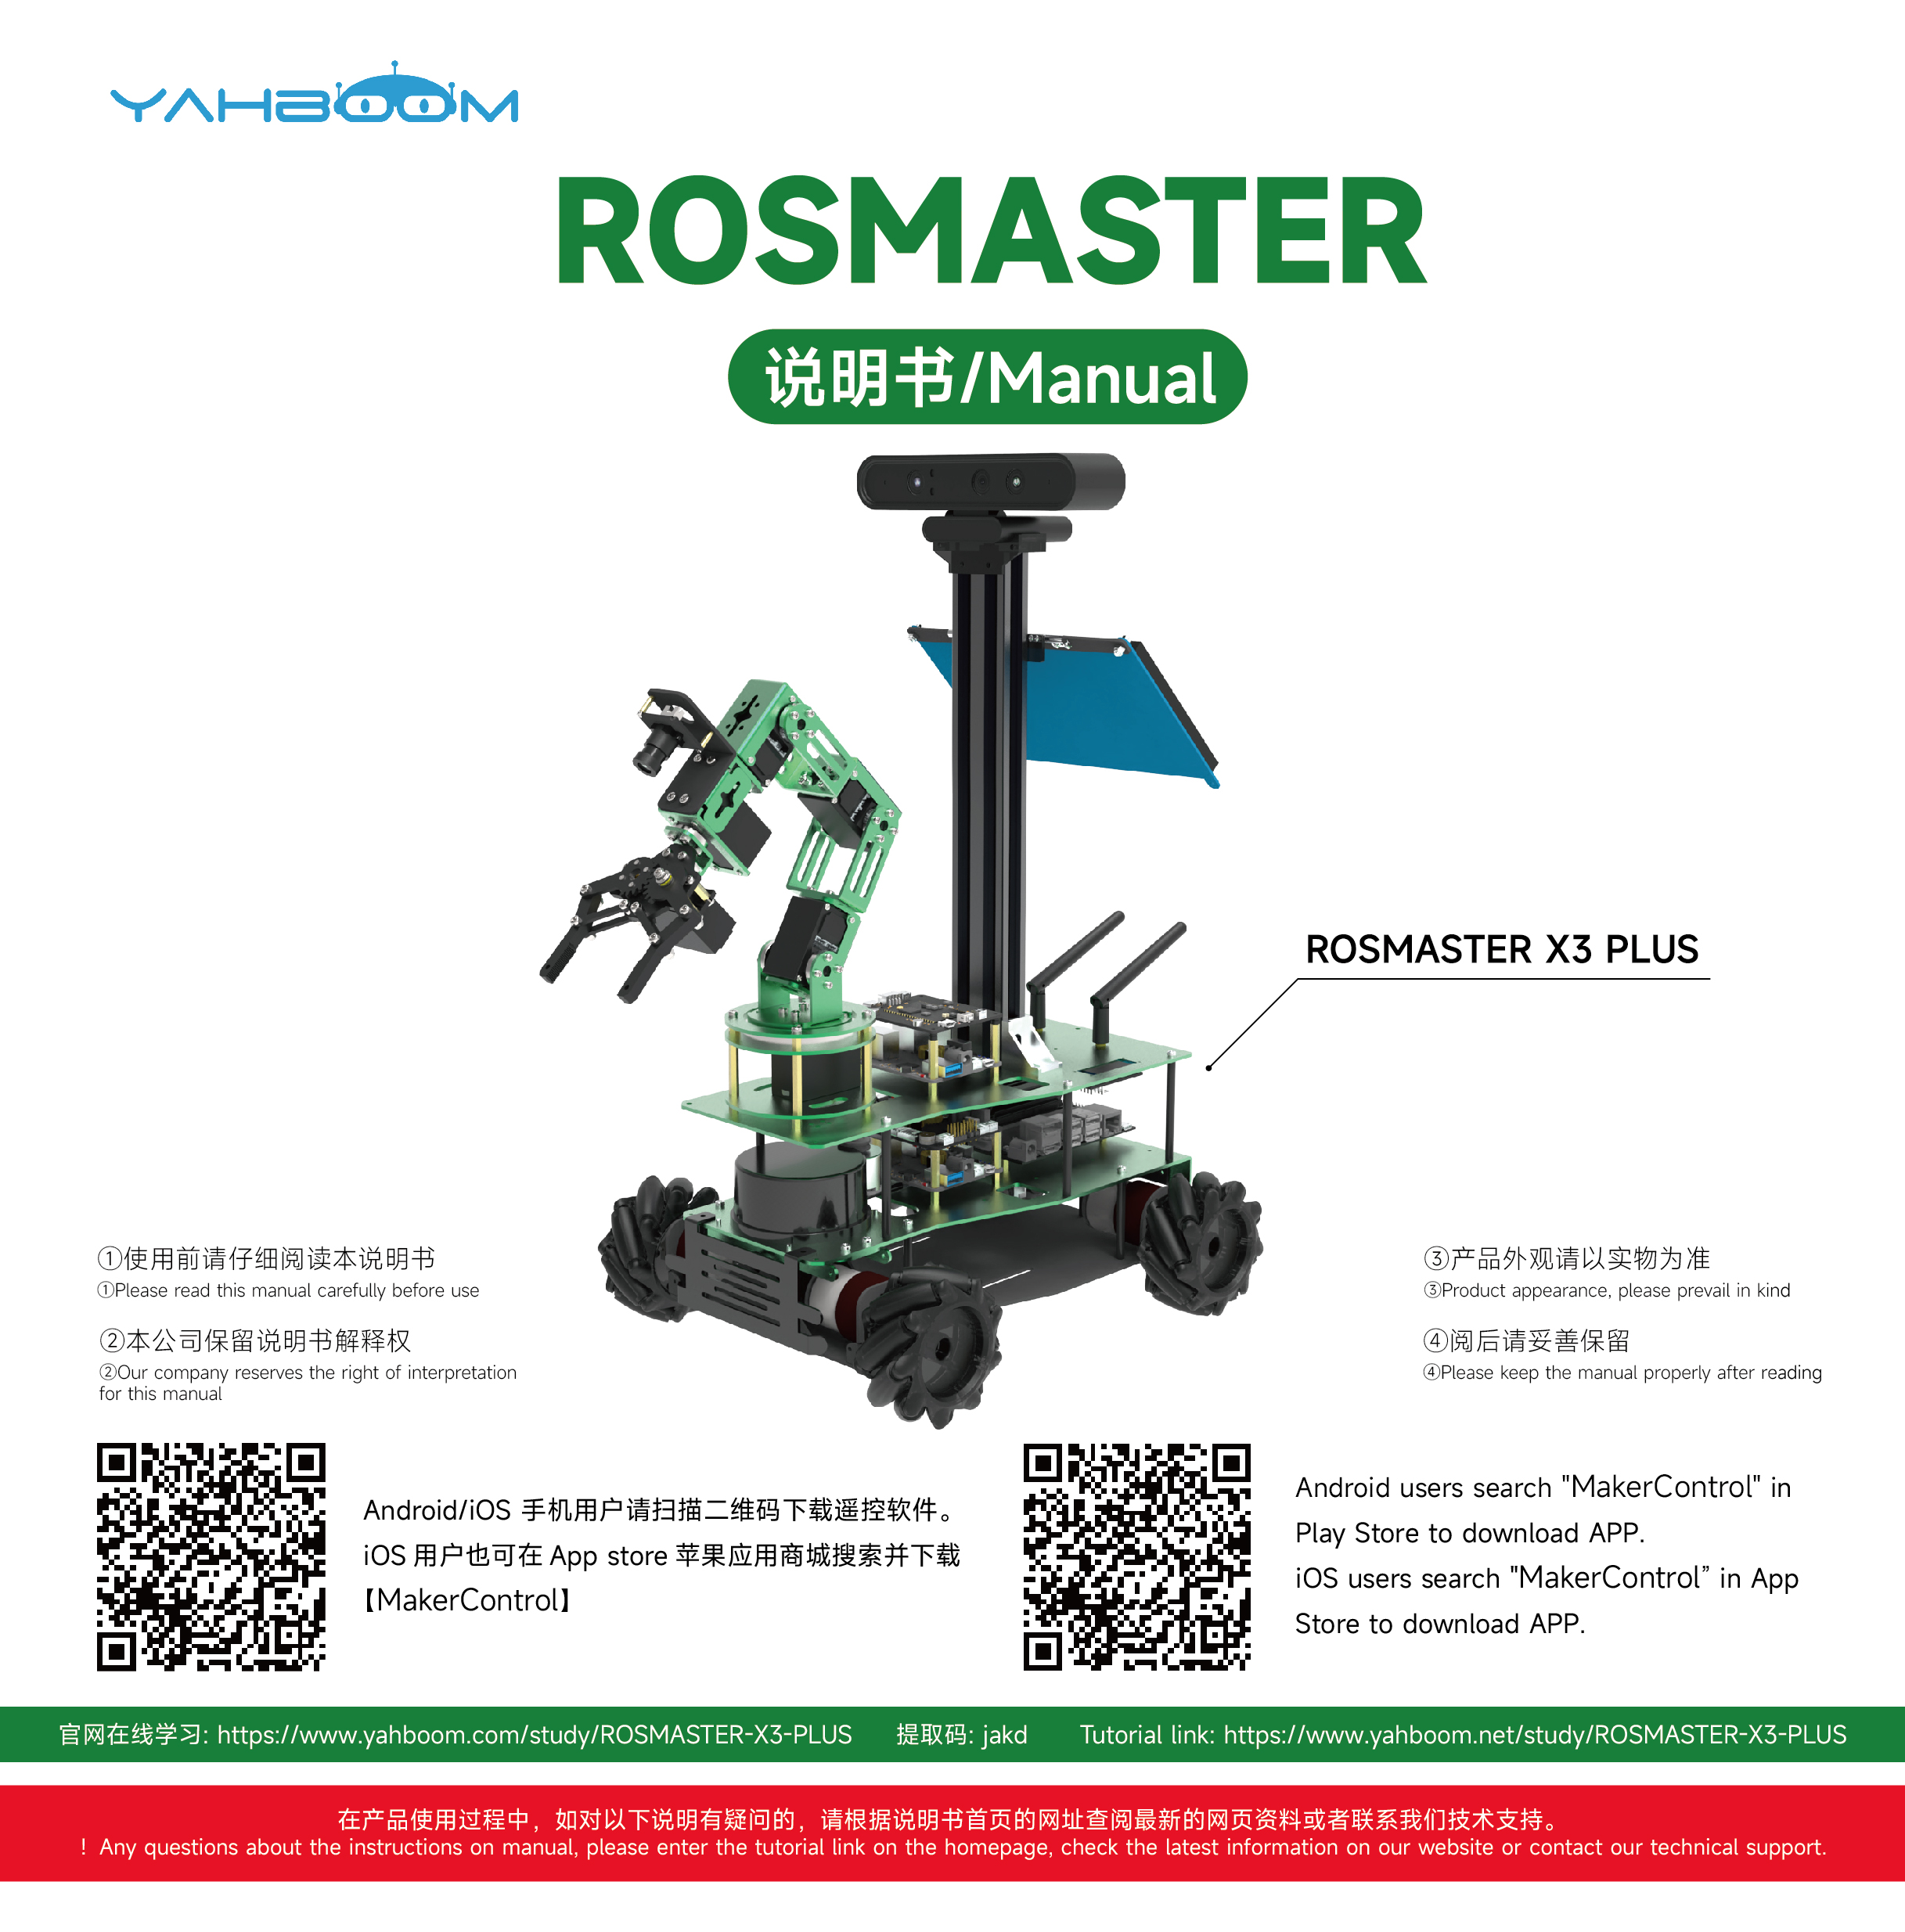 YAHBOOM
ROSMASTER
说明书/Manual
ROSMASTER X3 PLUS
①使用前请仔细阅读本说明书
①Please read this manual carefully before use
②本公司保留说明书解释权
②Our company reserves the right of interpretation
for this manual
③产品外观请以实物为准
③Product appearance, please prevail in kind
④阅后请妥善保留
④Please keep the manual properly after reading
Android/iOS 手机用户请扫描二维码下载遥控软件。
iOS 用户也可在 App store 苹果应用商城搜索并下载
【MakerControl】
Android users search "MakerControl" in
Play Store to download APP.
iOS users search "MakerControl” in App
Store to download APP.
官网在线学习: https://www.yahboom.com/study/ROSMASTER-X3-PLUS 提取码: jakd Tutorial link: https://www.yahboom.net/study/ROSMASTER-X3-PLUS
在产品使用过程中，如对以下说明有疑问的，请根据说明书首页的网址查阅最新的网页资料或者联系我们技术支持。
! Any questions about the instructions on manual, please enter the tutorial link on the homepage, check the latest information on our website or contact our technical support.